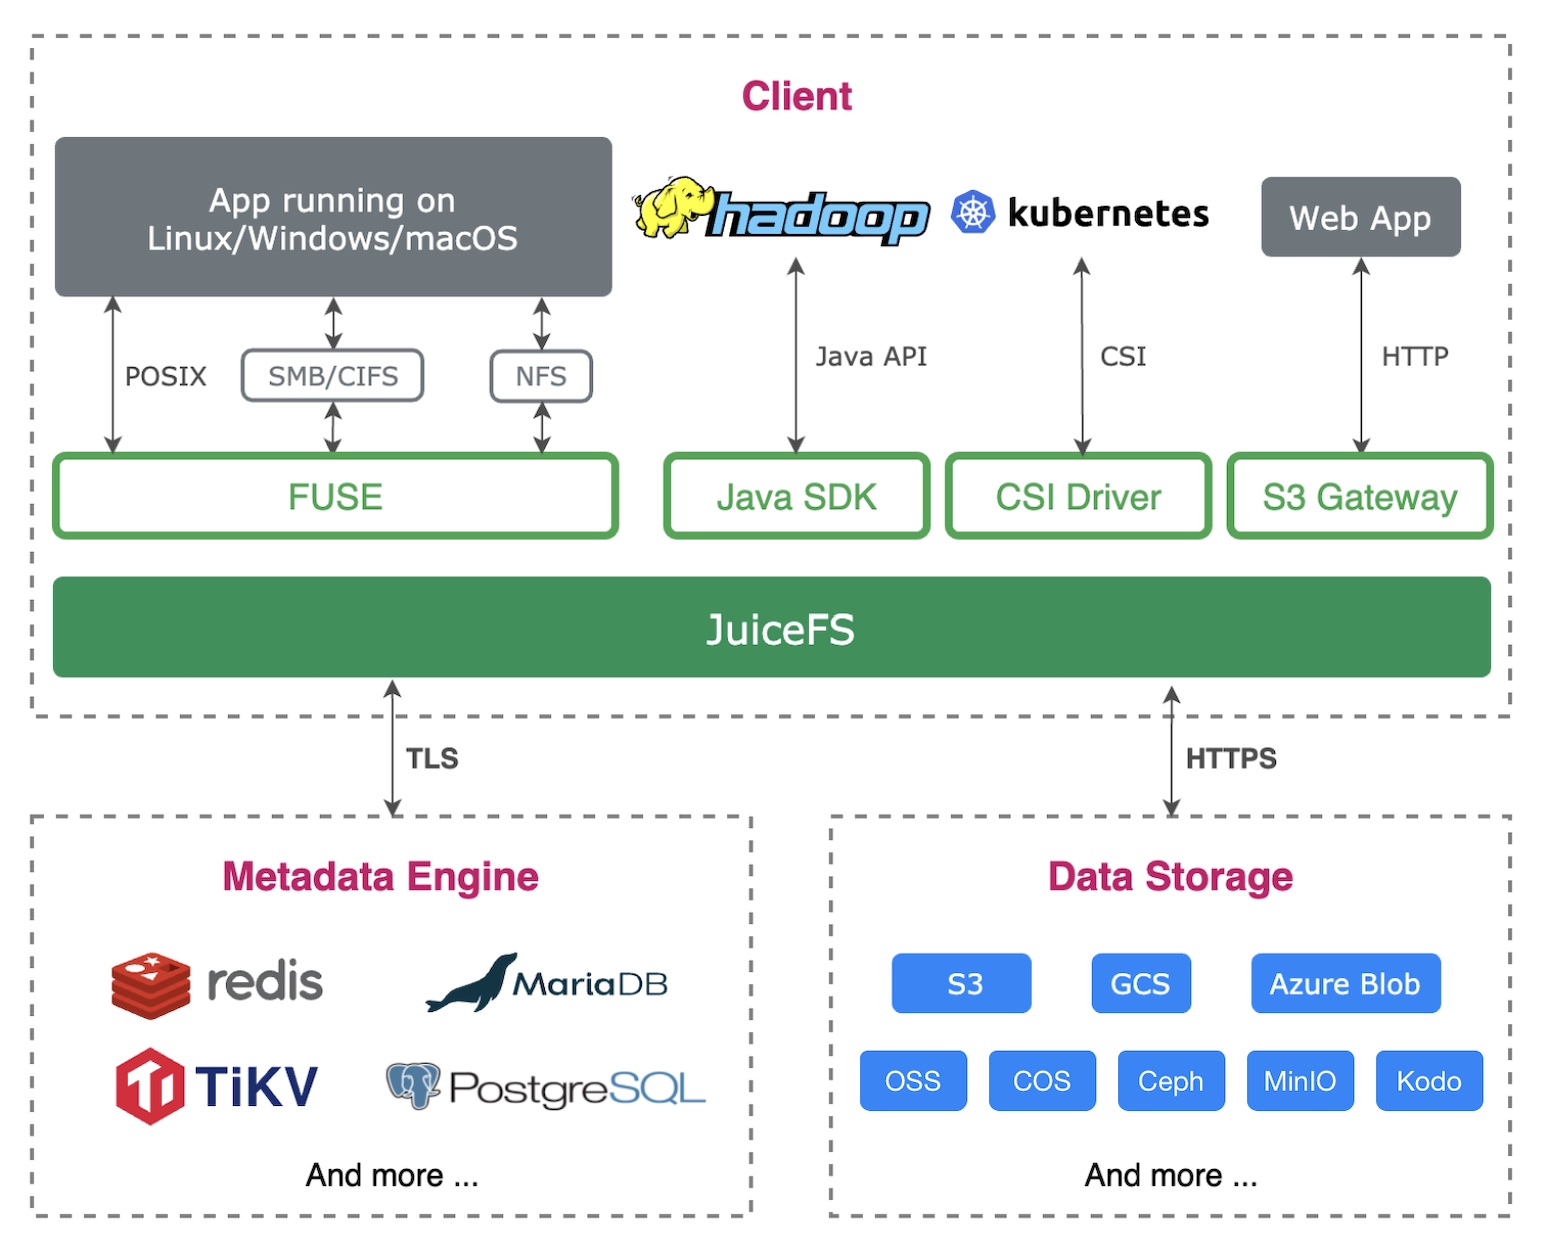 Client
App running on
Linux/Windows/macOS
hadoop
kubernetes
Web App
POSIX
SMB/CIFS
NFS
Java API
CSI
HTTP
FUSE
Java SDK
CSI Driver
S3 Gateway
JuiceFS
TLS
HTTPS
Metadata Engine
redis
MariaDB
TiKV
PostgreSQL
And more ...
Data Storage
S3
GCS
Azure Blob
OSS
COS
Ceph
MinIO
Kodo
And more ...